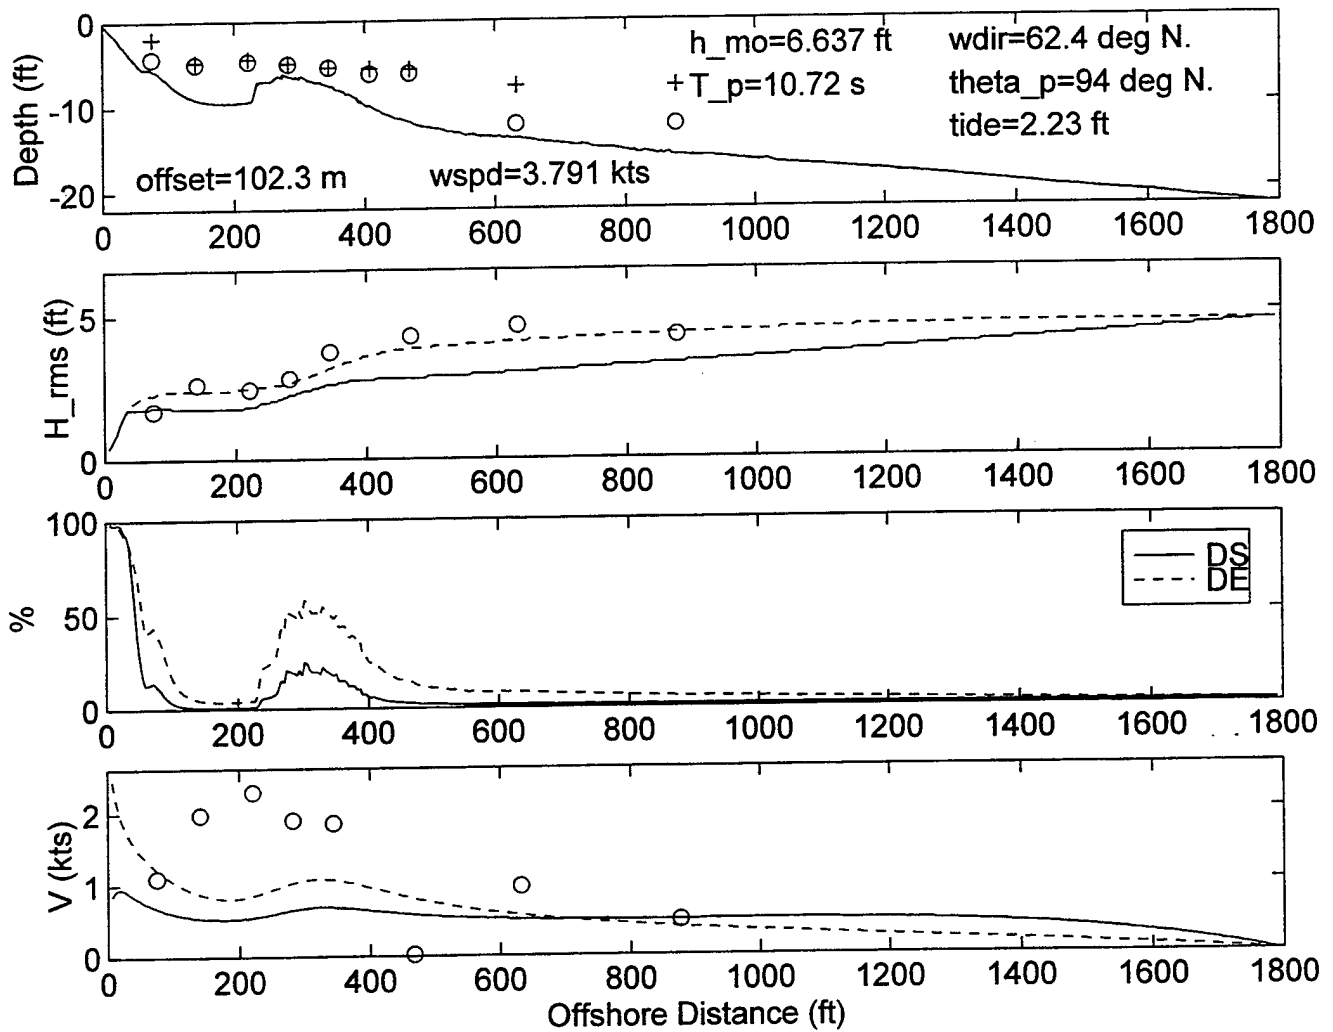 0
-10
-20
Depth (ft)
h_mo=6.637 ft
wdir=62.4 deg N.
T_p=10.72 s
theta_p=94 deg N.
tide=2.23 ft
offset=102.3 m
wspd=3.791 kts
0 200 400 600 800 1000 1200 1400 1600 1800
5
0
H_rms (ft)
0 200 400 600 800 1000 1200 1400 1600 1800
100
50
0
%
DS
DE
0 200 400 600 800 1000 1200 1400 1600 1800
2
1
0
V (kts)
0 200 400 600 800 1000 1200 1400 1600 1800
Offshore Distance (ft)